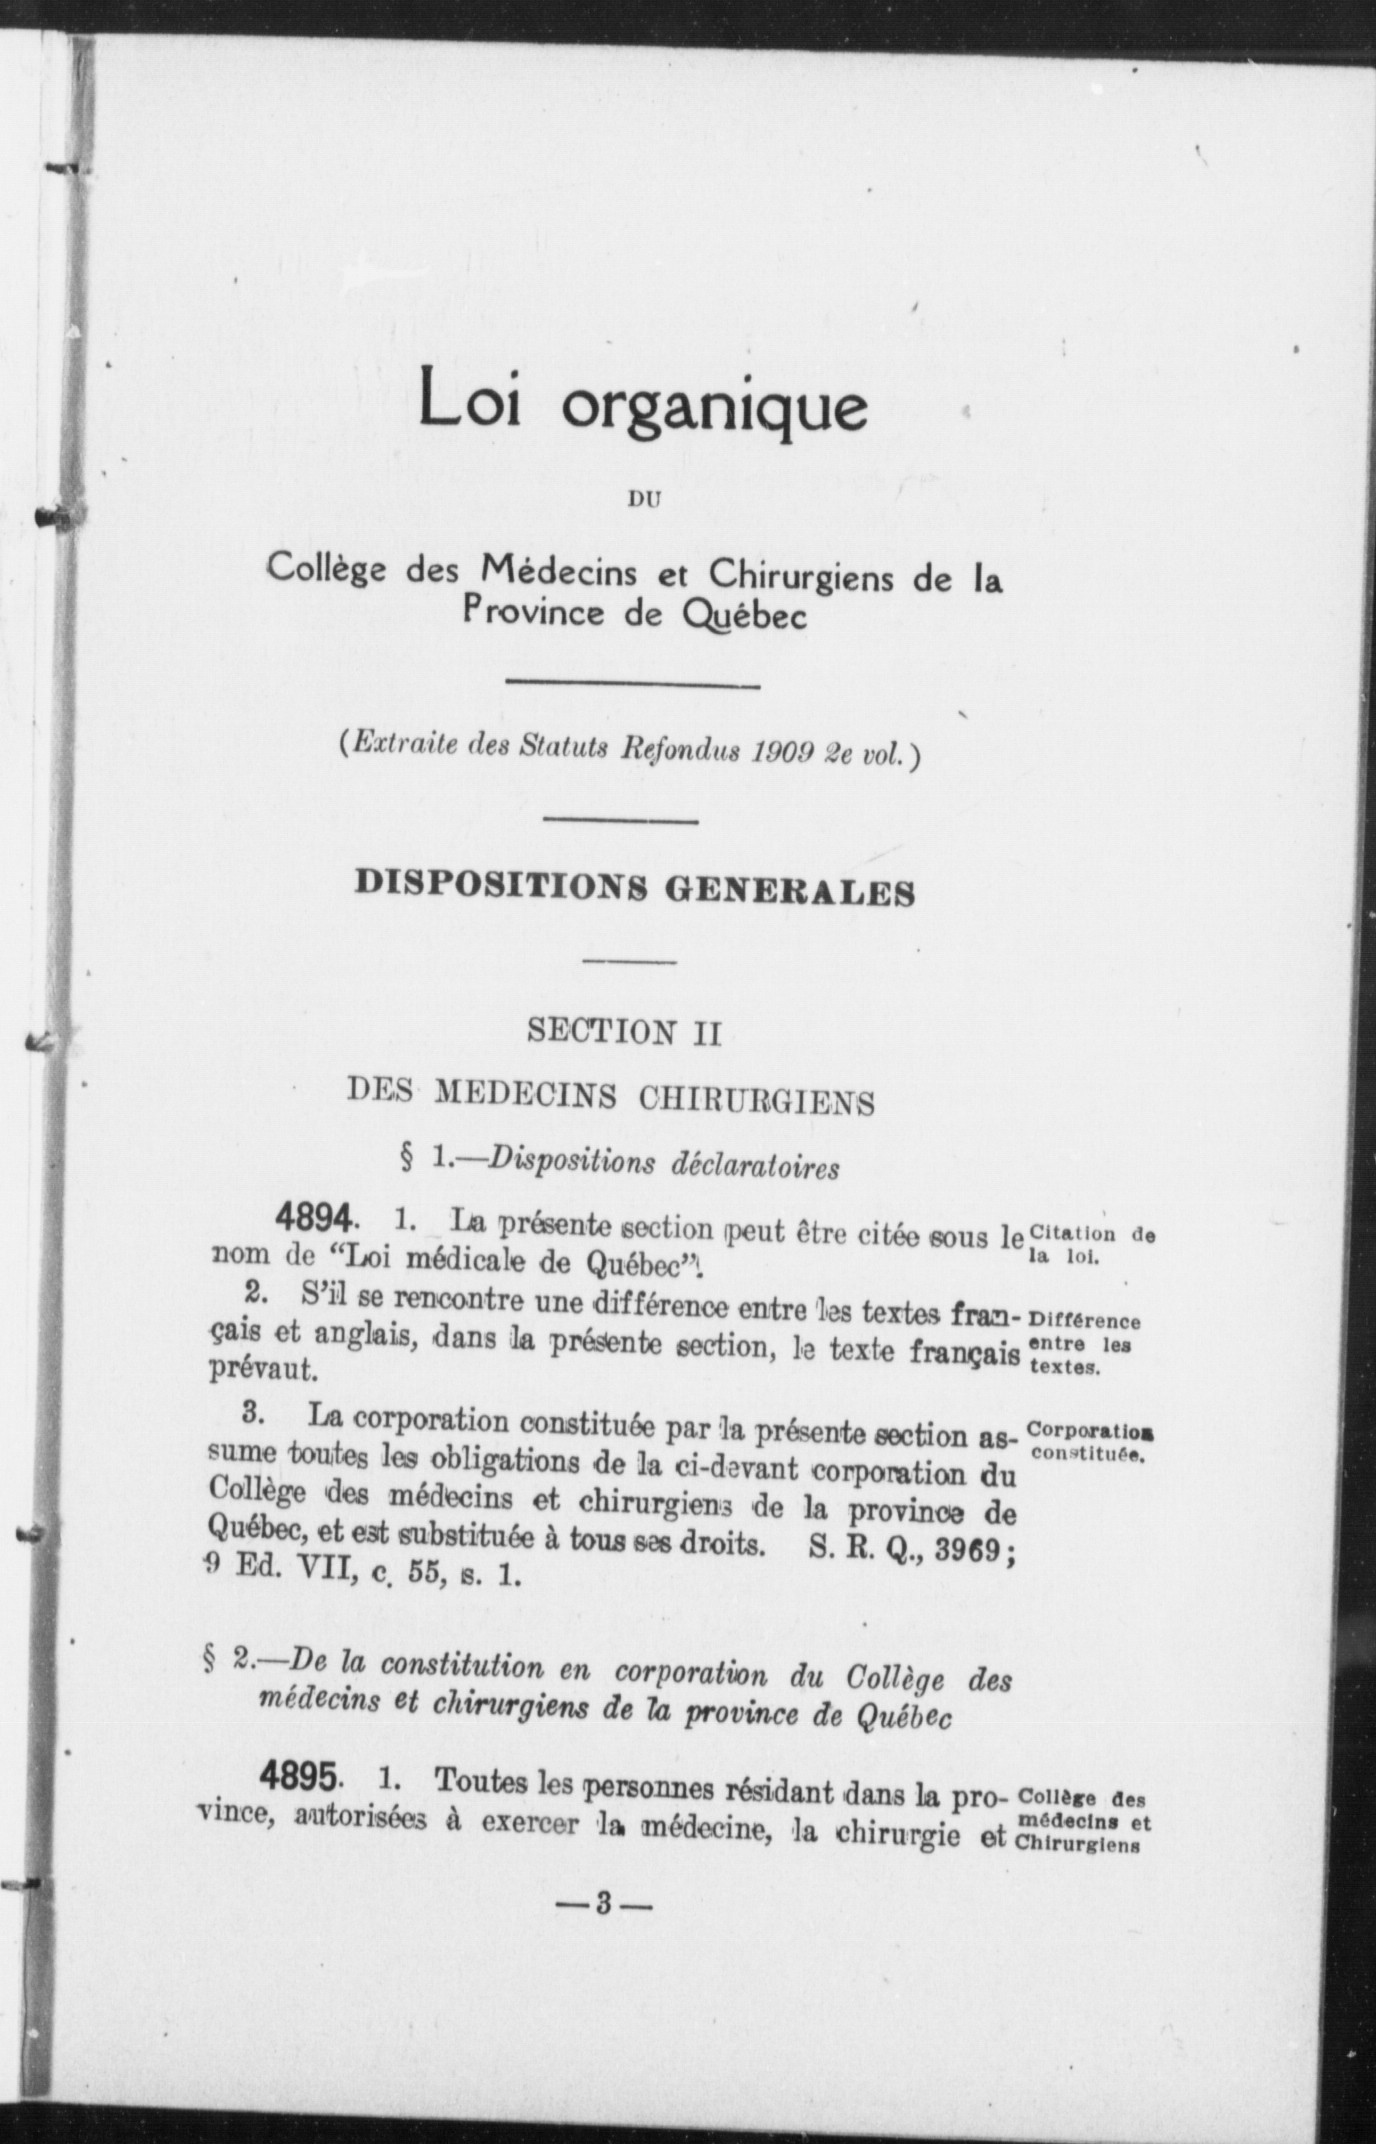 Loi organique
DU
Collège des Médecins et Chirurgiens de la
Province de Québec
(Extraite des Statuts Refondus 1909 2e vol.)
DISPOSITIONS GENERALES
SECTION II
DES MEDECINS CHIRURGIENS
§ 1.—Dispositions déclaratoires
4894. 1. La présente section peut être citée sous le
nom de “Loi médicale de Québec”.
Citation de
la loi.
2. S’il se rencontre une différence entre les textes fran-
çais et anglais, dans la présente section, le texte français
prévaut.
Différence
entre les
textes.
3. La corporation constituée par la présente section as-
sume toutes les obligations de la ci-devant corporation du
Collège des médecins et chirurgiens de la province de
Québec, et est substituée à tous ses droits. S. R. Q., 3969;
9 Ed. VII, c. 55, s. 1.
Corporation
constituée.
§ 2.—De la constitution en corporation du Collège des
médecins et chirurgiens de la province de Québec
4895. 1. Toutes les personnes résidant dans la pro-
vince, autorisées à exercer la médecine, la chirurgie et
Collège des
médecins et
Chirurgiens
—3—